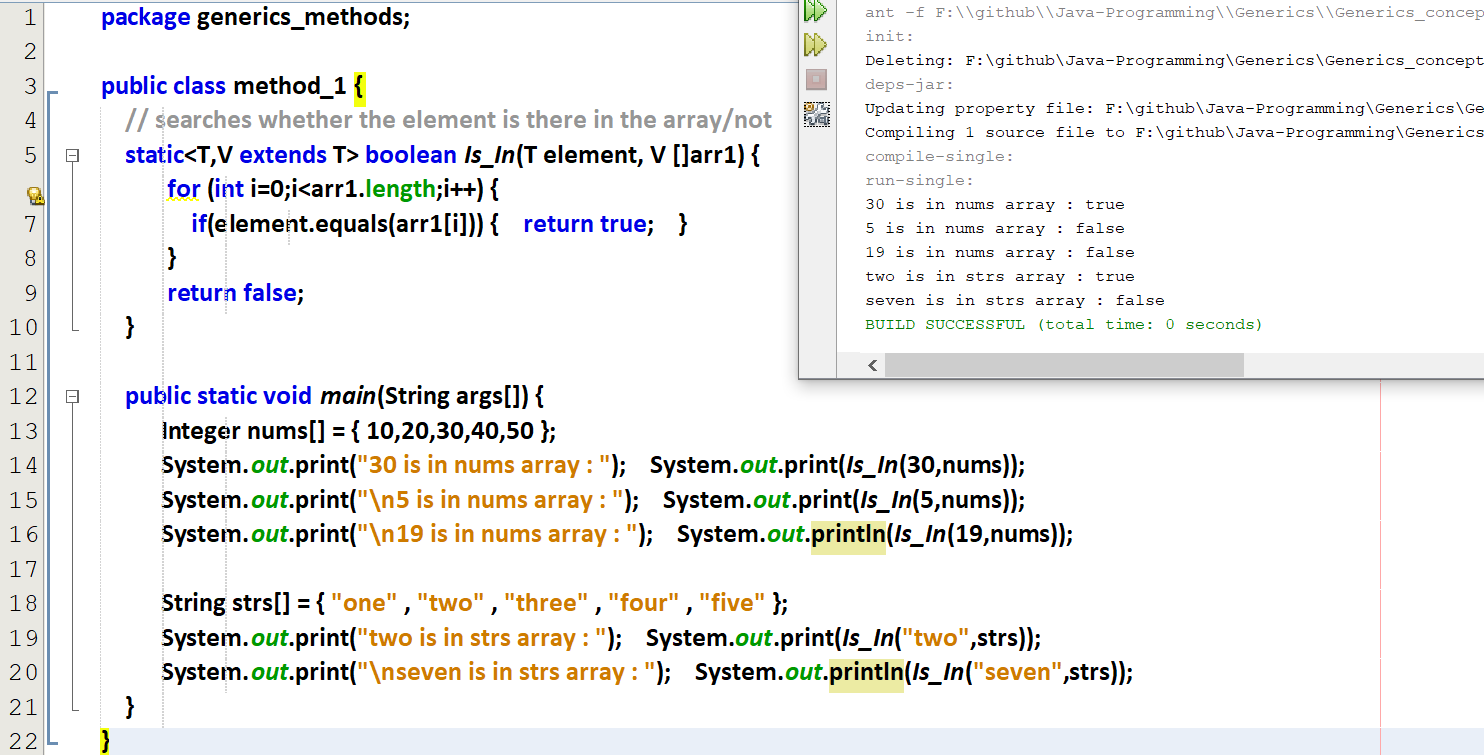 1 package generics_methods;
2
3 public class method_1 {
4 // searches whether the element is there in the array/not
5 static<T,V extends T> boolean Is_In(T element, V []arr1) {
for (int i=0;i<arr1.length;i++) {
7 if(element.equals(arr1[i])) { return true; }
8 }
9 return false;
10 }
11
12 public static void main(String args[]) {
13 Integer nums[] = { 10,20,30,40,50 };
14 System.out.print("30 is in nums array : "); System.out.print(Is_In(30,nums));
15 System.out.print("\n5 is in nums array : "); System.out.print(Is_In(5,nums));
16 System.out.print("\n19 is in nums array : "); System.out.println(Is_In(19,nums));
17
18 String strs[] = { "one" , "two" , "three" , "four" , "five" };
19 System.out.print("two is in strs array : "); System.out.print(Is_In("two",strs));
20 System.out.print("\nseven is in strs array : "); System.out.println(Is_In("seven",strs));
21 }
22 }
ant -f F:\\github\\Java-Programming\\Generics\\Generics_concep
init:
Deleting: F:\github\Java-Programming\Generics\Generics_concept
deps-jar:
Updating property file: F:\github\Java-Programming\Generics\Ge
Compiling 1 source file to F:\github\Java-Programming\Generics
compile-single:
run-single:
30 is in nums array : true
5 is in nums array : false
19 is in nums array : false
two is in strs array : true
seven is in strs array : false
BUILD SUCCESSFUL (total time: 0 seconds)